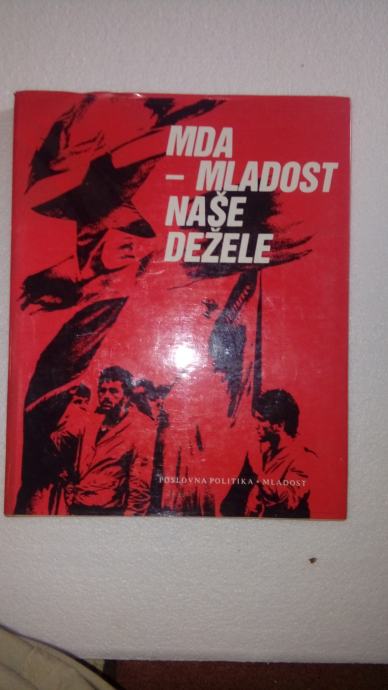 MDA
– MLADOST
NAŠE
DEŽELE
POSLOVNA POLITIKA • MLADOST